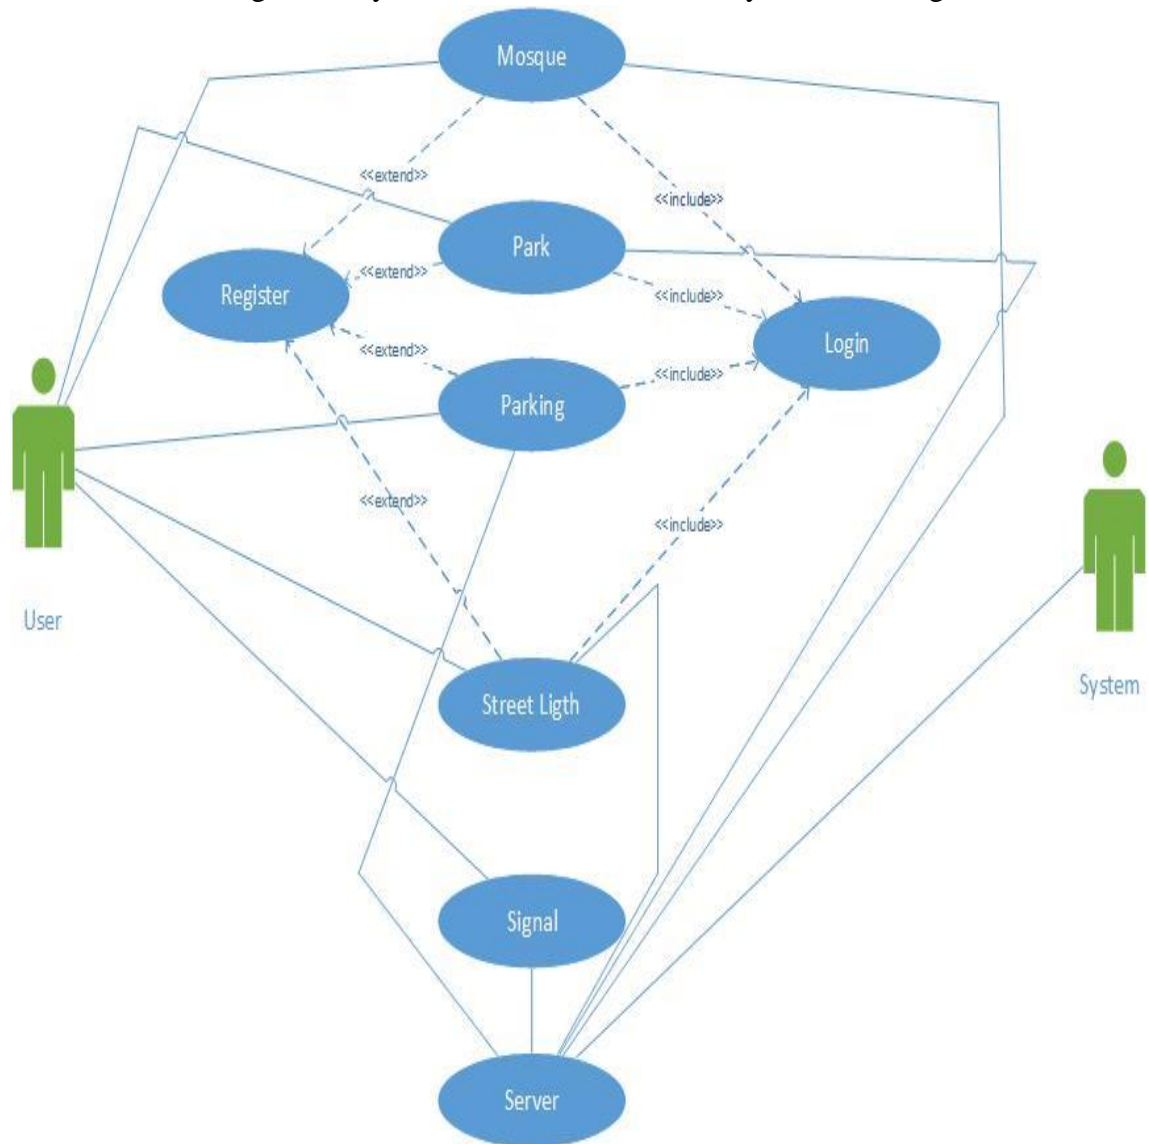 Mosque
<<extend>>
<<include>>
Park
<<extend>>
Register
<<include>>
Login
<<extend>>
<<include>>
Parking
<<extend>>
<<include>>
User
System
Street Ligth
Signal
Server